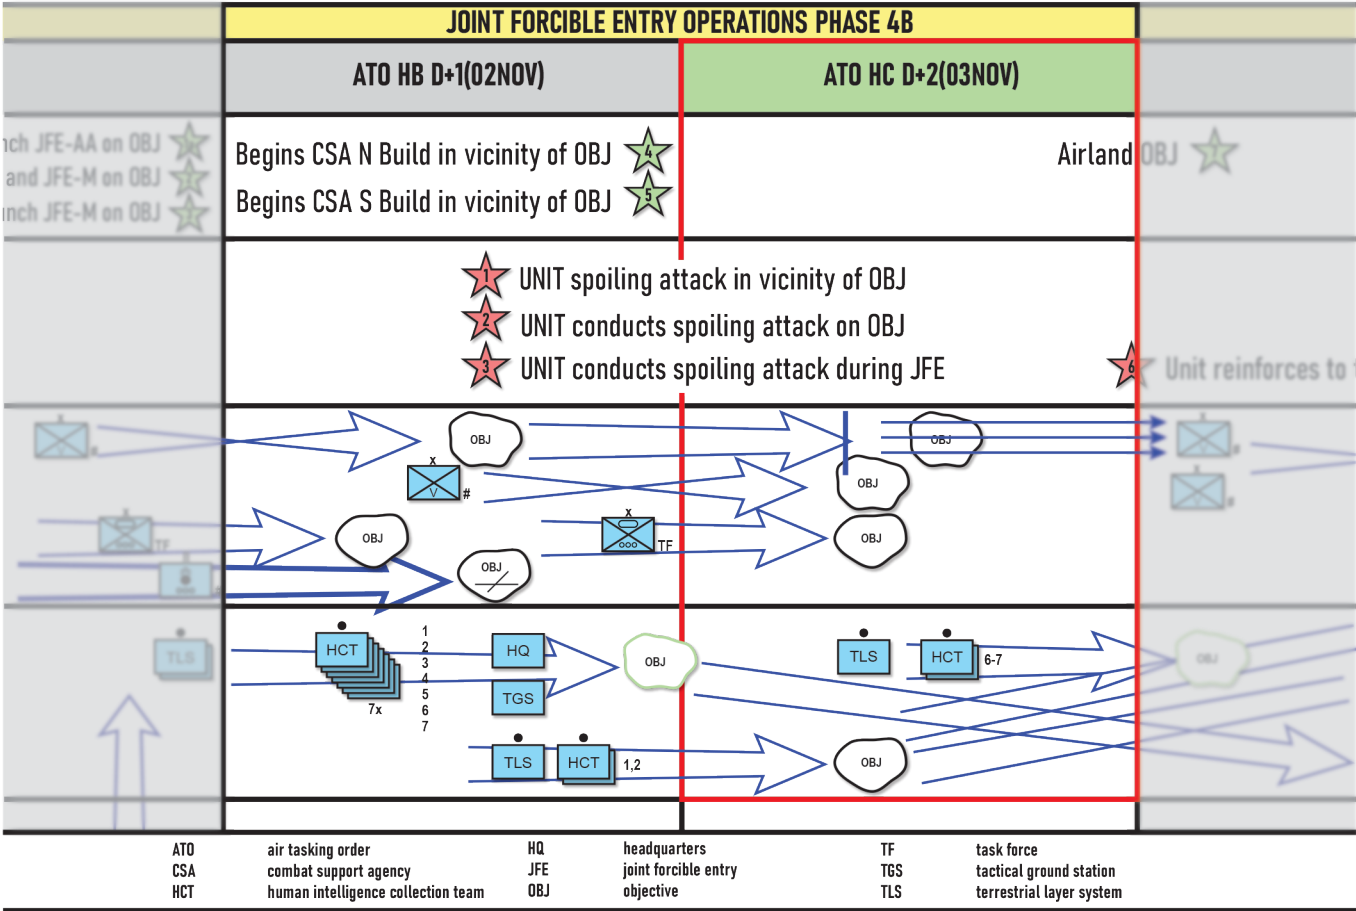 JOINT FORCIBLE ENTRY OPERATIONS PHASE 4B
ATO HB D+1(02NOV)
ATO HC D+2(03NOV)
nch JFE-AA on OBJ
and JFE-M on OBJ
unch JFE-M on OBJ
Begins CSA N Build in vicinity of OBJ 4
Begins CSA S Build in vicinity of OBJ 5
Airland OBJ
1 UNIT spoiling attack in vicinity of OBJ
2 UNIT conducts spoiling attack on OBJ
3 UNIT conducts spoiling attack during JFE
6 Unit reinforces to
x
V
#
OBJ
x
OBJ
x
x
#
OBJ
x
TF
OBJ
x
TF
OBJ
OBJ
TLS
HCT
7x
1
2
3
4
5
6
7
HQ
TGS
OBJ
TLS
HCT
6-7
OBJ
TLS
HCT
1,2
OBJ
ATO air tasking order
CSA combat support agency
HCT human intelligence collection team
HQ headquarters
JFE joint forcible entry
OBJ objective
TF task force
TGS tactical ground station
TLS terrestrial layer system